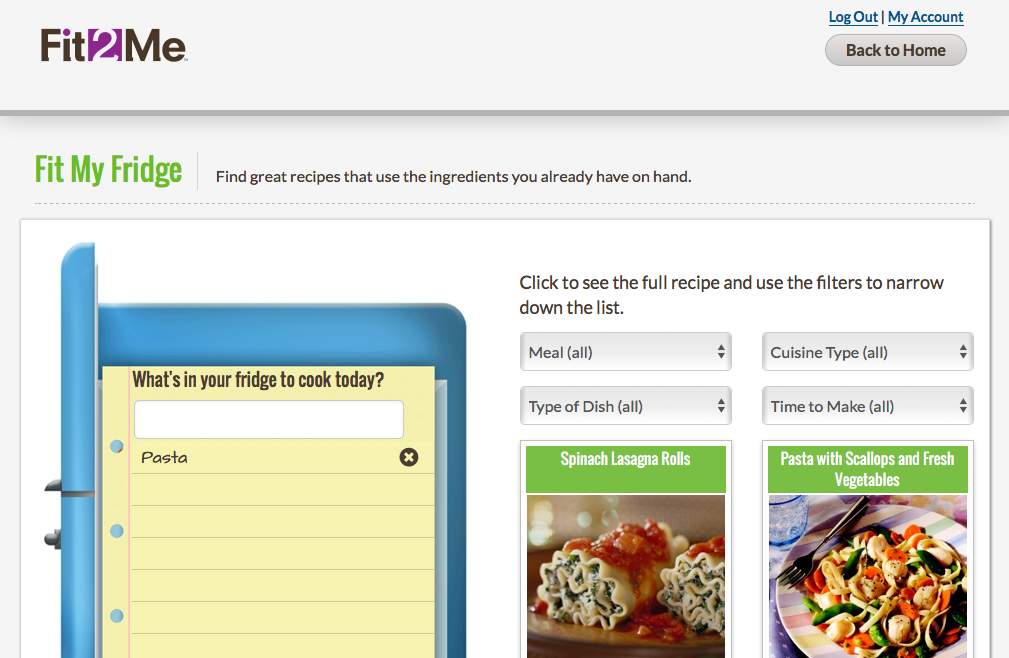 Log Out | My Account
Fit2Me
Back to Home
Fit My Fridge
Find great recipes that use the ingredients you already have on hand.
Click to see the full recipe and use the filters to narrow
down the list.
Meal (all)
Cuisine Type (all)
What's in your fridge to cook today?
Type of Dish (all)
Time to Make (all)
Pasta
Spinach Lasagna Rolls
Pasta with Scallops and Fresh
Vegetables